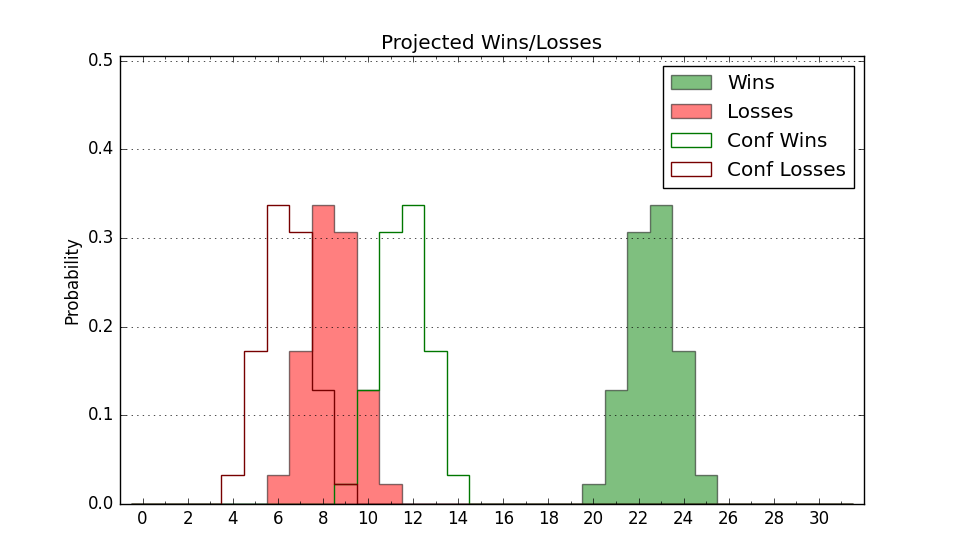 Projected Wins/Losses
0.5
0.4
0.3
0.2
0.1
0.0
Probability
Wins
Losses
Conf Wins
Conf Losses
0 2 4 6 8 10 12 14 16 18 20 22 24 26 28 30